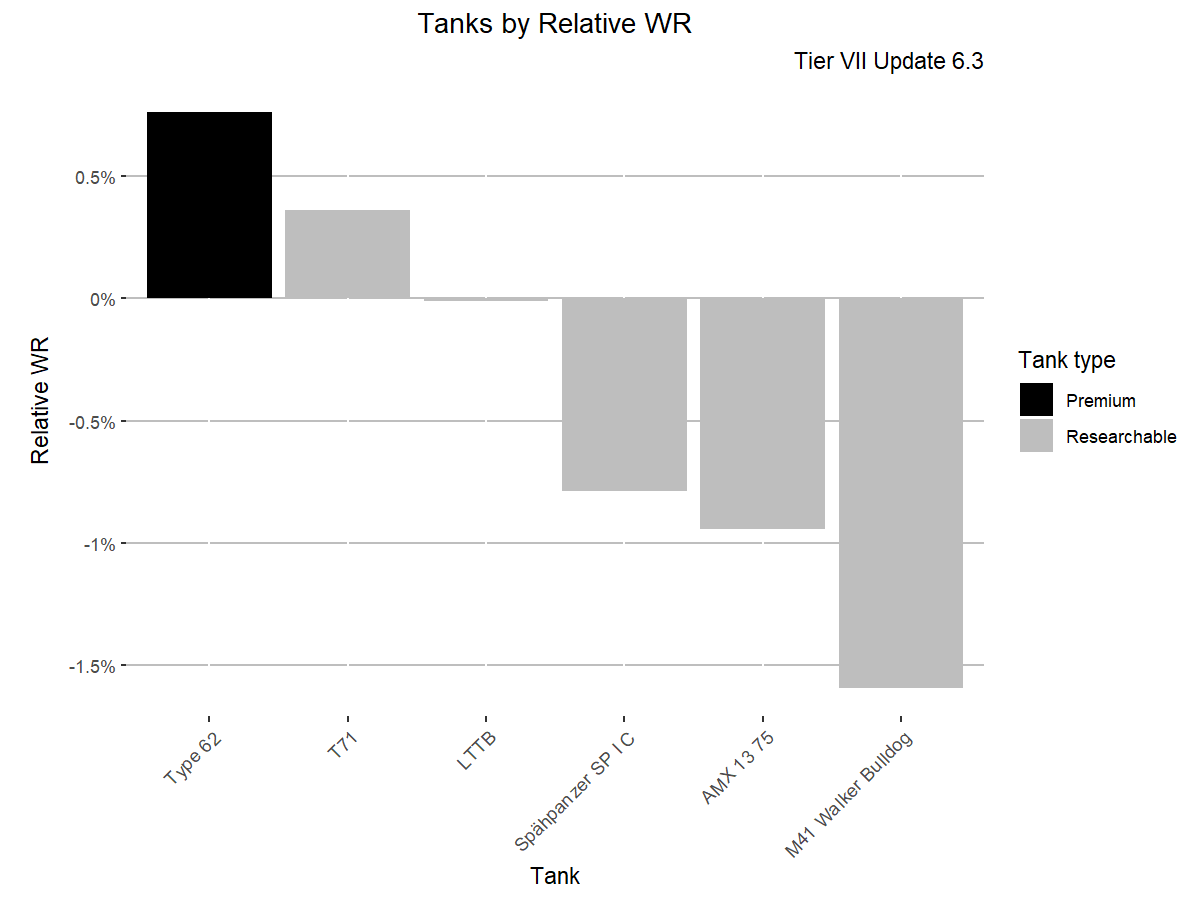 Tanks by Relative WR
Tier VII Update 6.3
0.5%
0%
-0.5%
-1%
-1.5%
Relative WR
Type 62
T71
LTTB
Spähpanzer SP I C
AMX 13 75
M41 Walker Bulldog
Tank
Tank type
Premium
Researchable